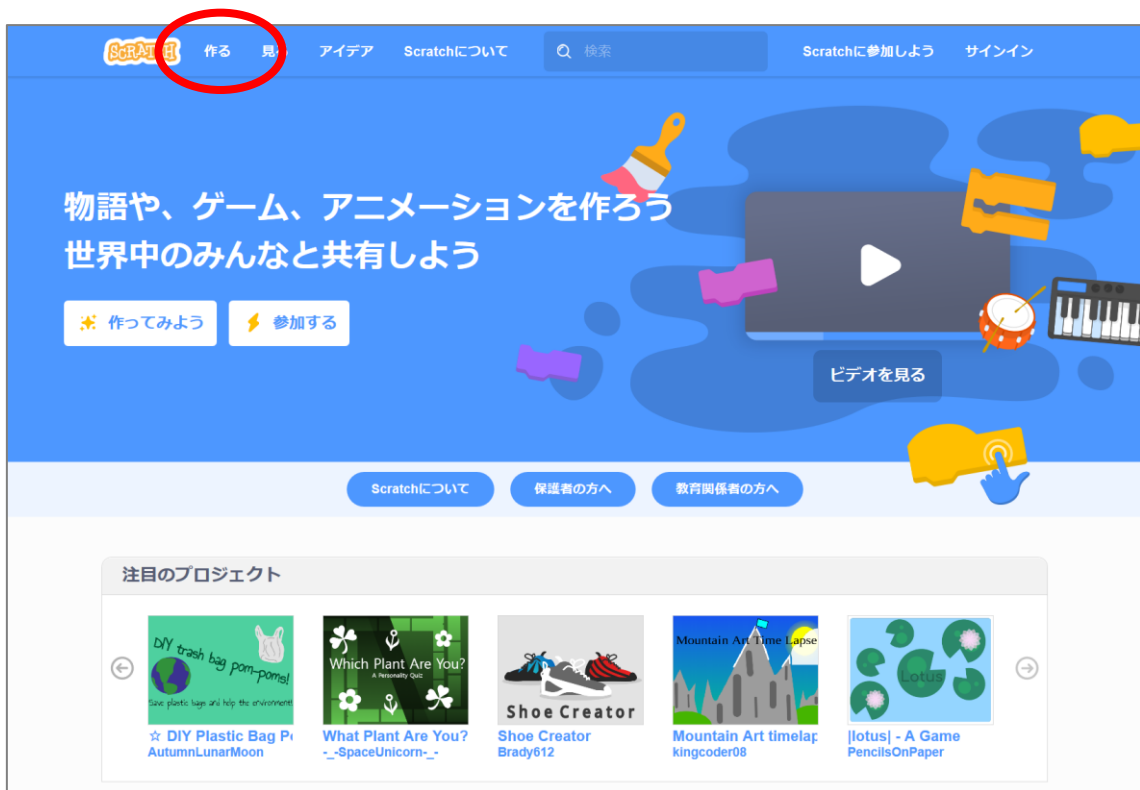 SCRATCH 作る 見る アイデア Scratchについて 検索 Scratchに参加しよう サインイン
物語や、ゲーム、アニメーションを作ろう
世界中のみんなと共有しよう
作ってみよう 参加する
ビデオを見る
Scratchについて 保護者の方へ 教育関係者の方へ
注目のプロジェクト
DIY trash bag pom-poms!
Save plastic bags and help the environment!
Which Plant Are You?
A Personality Quiz
Shoe Creator
Mountain Art Time Lapse
Lotus
☆ DIY Plastic Bag Po What Plant Are You? Shoe Creator Mountain Art timelap |lotus| - A Game
AutumnLunarMoon -_-SpaceUnicorn-_- Brady612 kingcoder08 PencilsOnPaper